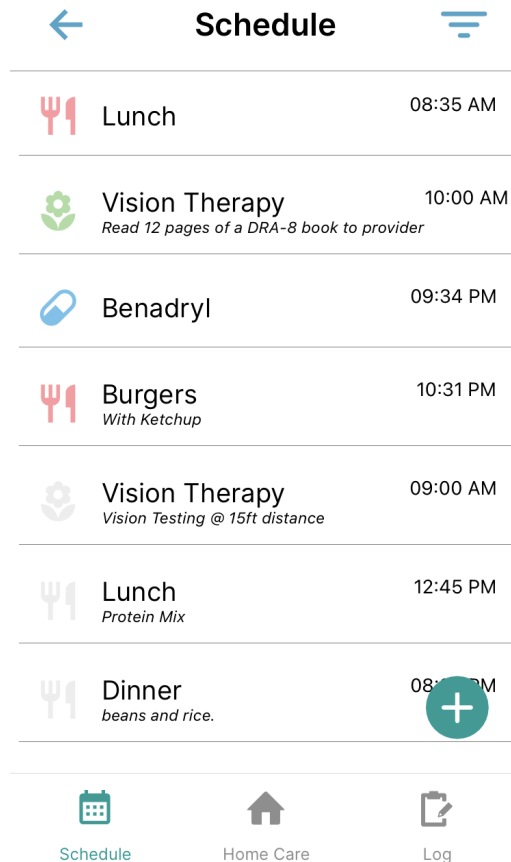 Schedule
Lunch
08:35 AM
Vision Therapy
10:00 AM
Read 12 pages of a DRA-8 book to provider
Benadryl
09:34 PM
Burgers
10:31 PM
With Ketchup
Vision Therapy
09:00 AM
Vision Testing @ 15ft distance
Lunch
12:45 PM
Protein Mix
Dinner
beans and rice.
Schedule
Home Care
Log